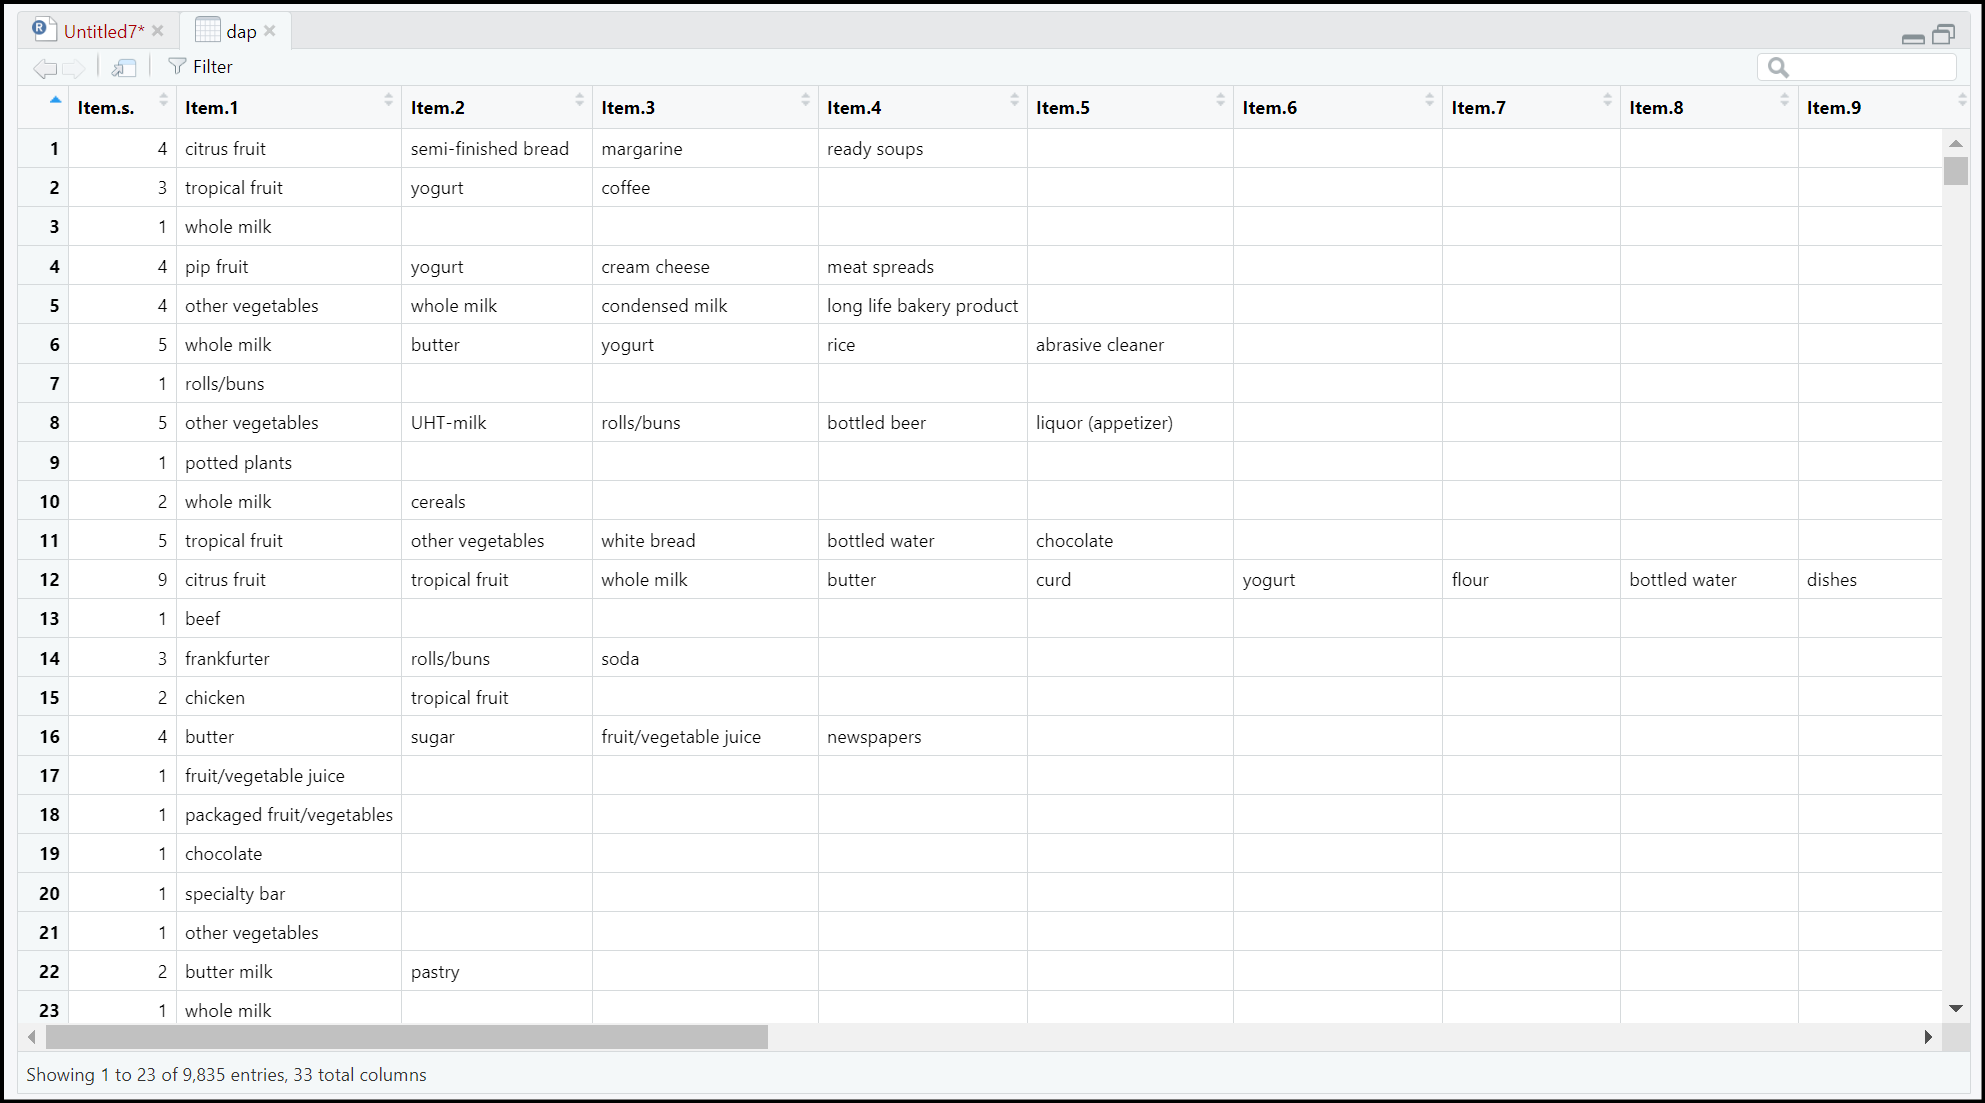 R Untitled7* dap
Filter
Item.s. Item.1 Item.2 Item.3 Item.4 Item.5 Item.6 Item.7 Item.8 Item.9
1 4 citrus fruit semi-finished bread margarine ready soups
2 3 tropical fruit yogurt coffee
3 1 whole milk
4 4 pip fruit yogurt cream cheese meat spreads
5 4 other vegetables whole milk condensed milk long life bakery product
6 5 whole milk butter yogurt rice abrasive cleaner
7 1 rolls/buns
8 5 other vegetables UHT-milk rolls/buns bottled beer liquor (appetizer)
9 1 potted plants
10 2 whole milk cereals
11 5 tropical fruit other vegetables white bread bottled water chocolate
12 9 citrus fruit tropical fruit whole milk butter curd yogurt flour bottled water dishes
13 1 beef
14 3 frankfurter rolls/buns soda
15 2 chicken tropical fruit
16 4 butter sugar fruit/vegetable juice newspapers
17 1 fruit/vegetable juice
18 1 packaged fruit/vegetables
19 1 chocolate
20 1 specialty bar
21 1 other vegetables
22 2 butter milk pastry
23 1 whole milk
Showing 1 to 23 of 9,835 entries, 33 total columns